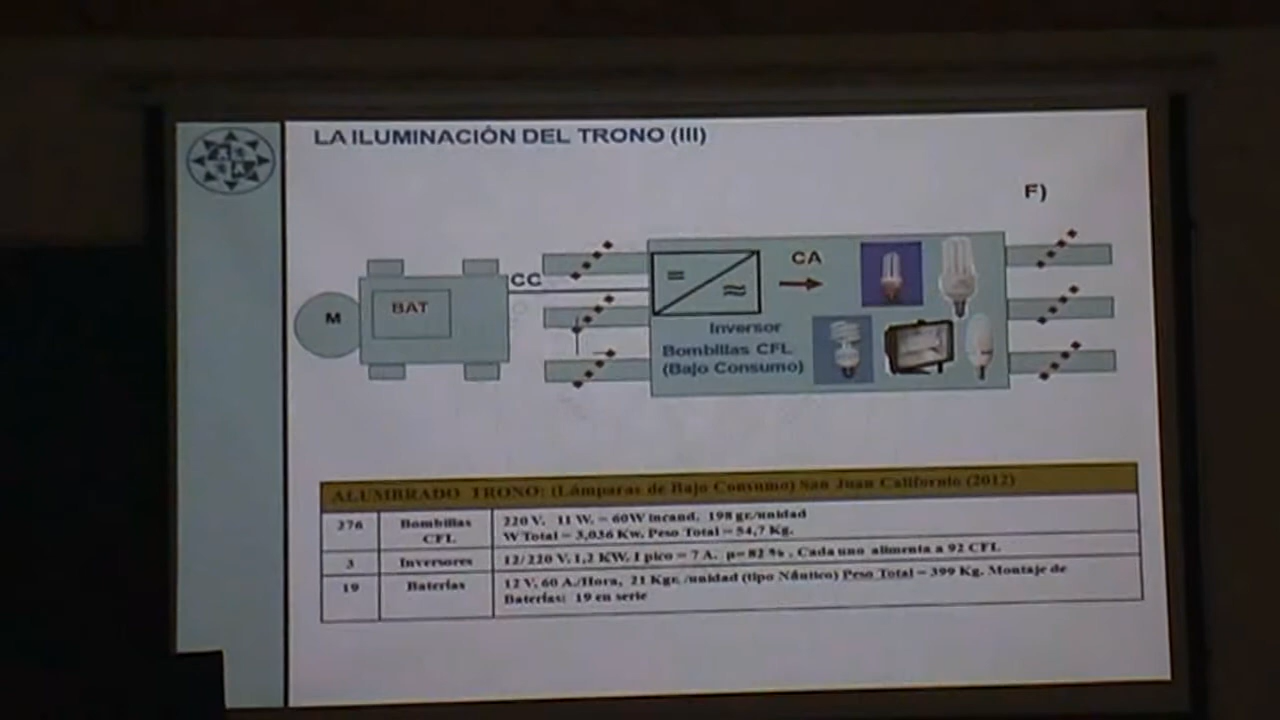 LA ILUMINACIÓN DEL TRONO (III)
F)
M
BAT
CC
=
≈
CA
Inversor
Bombillas CFL
(Bajo Consumo)
ALUMBRADO TRONO: (Lámparas de Bajo Consumo) San Juan Californio (2012)
276
Bombillas
CFL
220 V. 11 W. = 60W incand. 198 gr./unidad
W Total = 3,036 Kw. Peso Total = 54,7 Kg.
3
Inversores
12/220 V. 1,2 KW. I pico = 7 A. µ= 82 % . Cada uno alimenta a 92 CFL
19
Baterías
12 V. 60 A./Hora, 21 Kgr. /unidad (tipo Náutico) Peso Total = 399 Kg. Montaje de
Baterías: 19 en serie